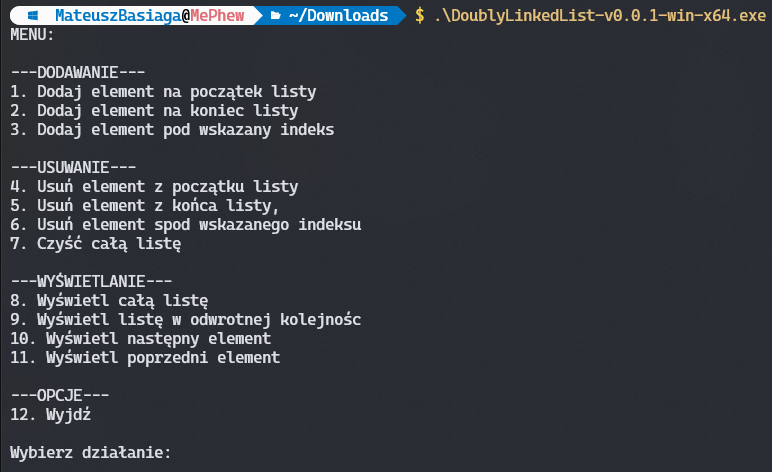 MateuszBasiaga@MePhew ~/Downloads $ .\DoublyLinkedList-v0.0.1-win-x64.exe
MENU:
---DODAWANIE---
1. Dodaj element na początek listy
2. Dodaj element na koniec listy
3. Dodaj element pod wskazany indeks
---USUWANIE---
4. Usuń element z początku listy
5. Usuń element z końca listy,
6. Usuń element spod wskazanego indeksu
7. Czyść całą listę
---WYŚWIETLANIE---
8. Wyświetl całą listę
9. Wyświetl listę w odwrotnej kolejnośc
10. Wyświetl następny element
11. Wyświetl poprzedni element
---OPCJE---
12. Wyjdź
Wybierz działanie: